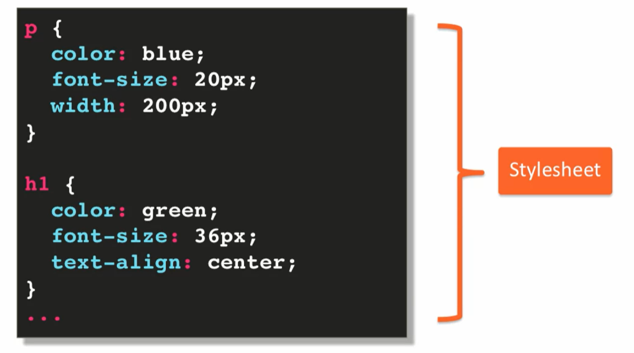 p {
color: blue;
font-size: 20px;
width: 200px;
}
h1 {
color: green;
font-size: 36px;
text-align: center;
}
...
Stylesheet